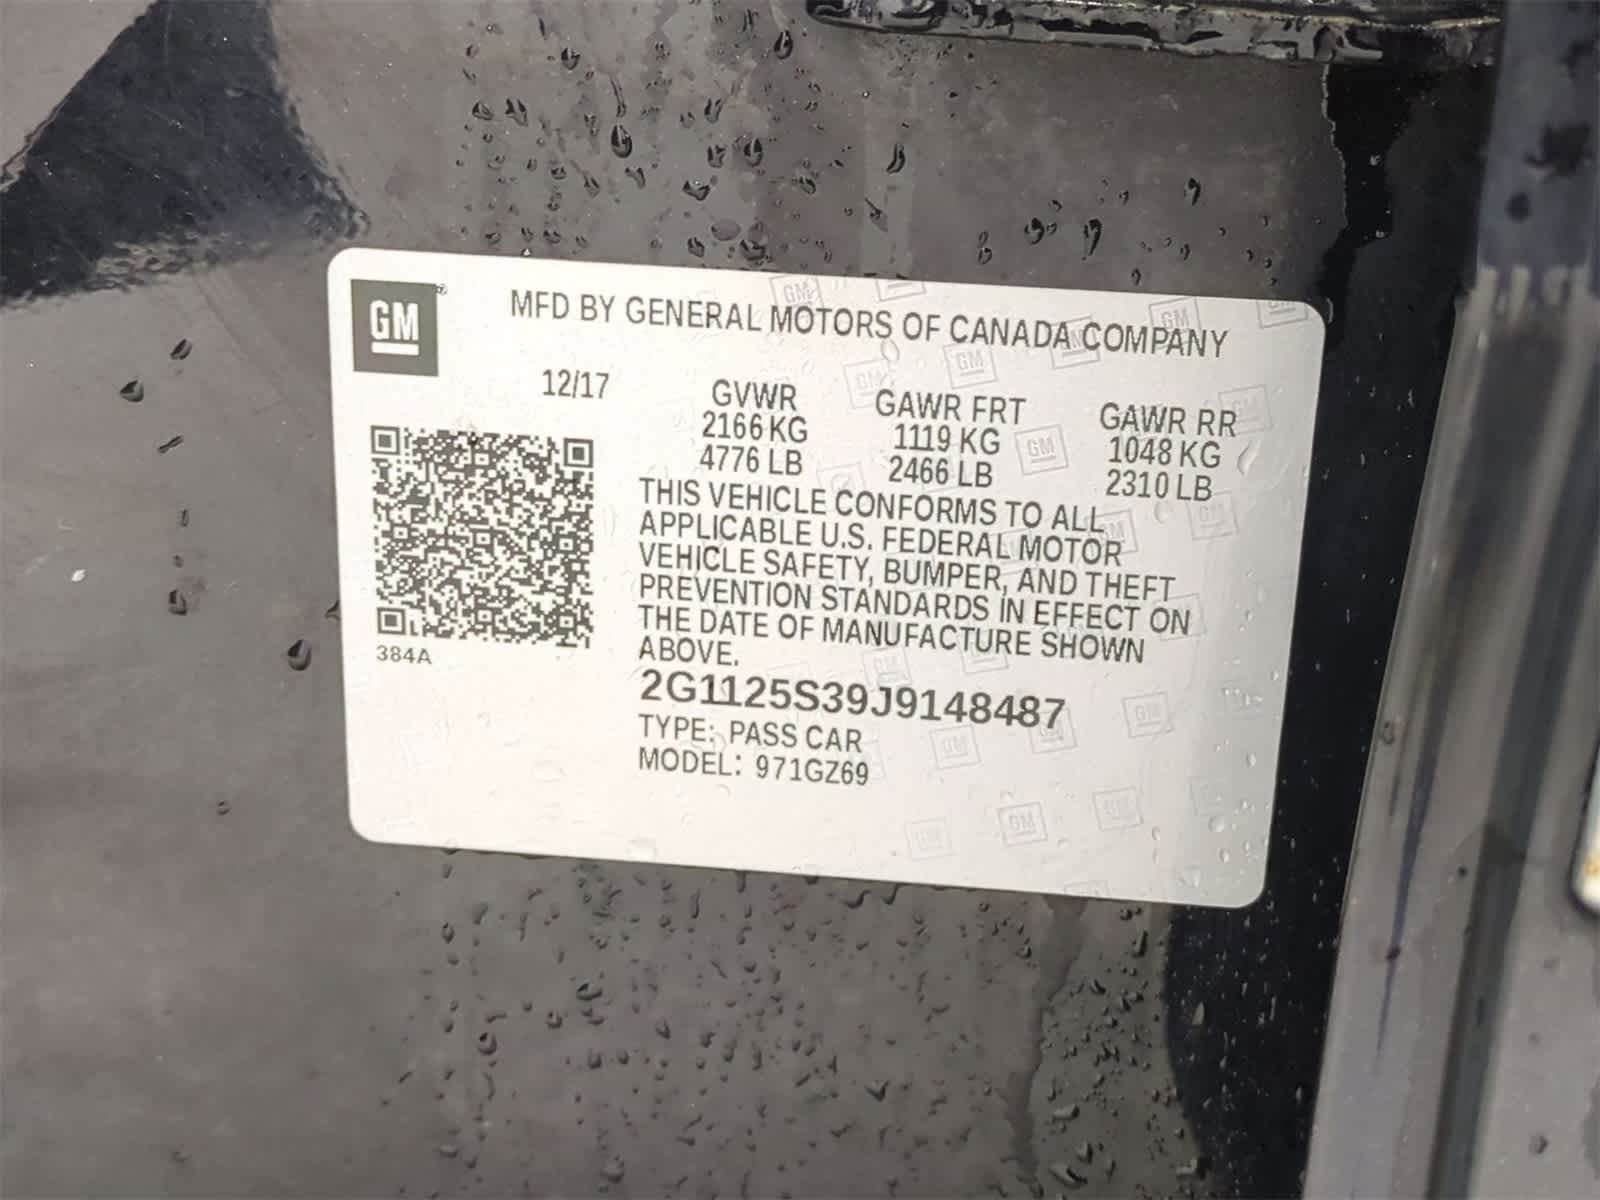 GM
MFD BY GENERAL MOTORS OF CANADA COMPANY
12/17
GVWR GAWR FRT GAWR RR
2166 KG 1119 KG 1048 KG
4776 LB 2466 LB 2310 LB
THIS VEHICLE CONFORMS TO ALL
APPLICABLE U.S. FEDERAL MOTOR
VEHICLE SAFETY, BUMPER, AND THEFT
PREVENTION STANDARDS IN EFFECT ON
THE DATE OF MANUFACTURE SHOWN
ABOVE.
384A
2G1125S39J9148487
TYPE: PASS CAR
MODEL: 971GZ69